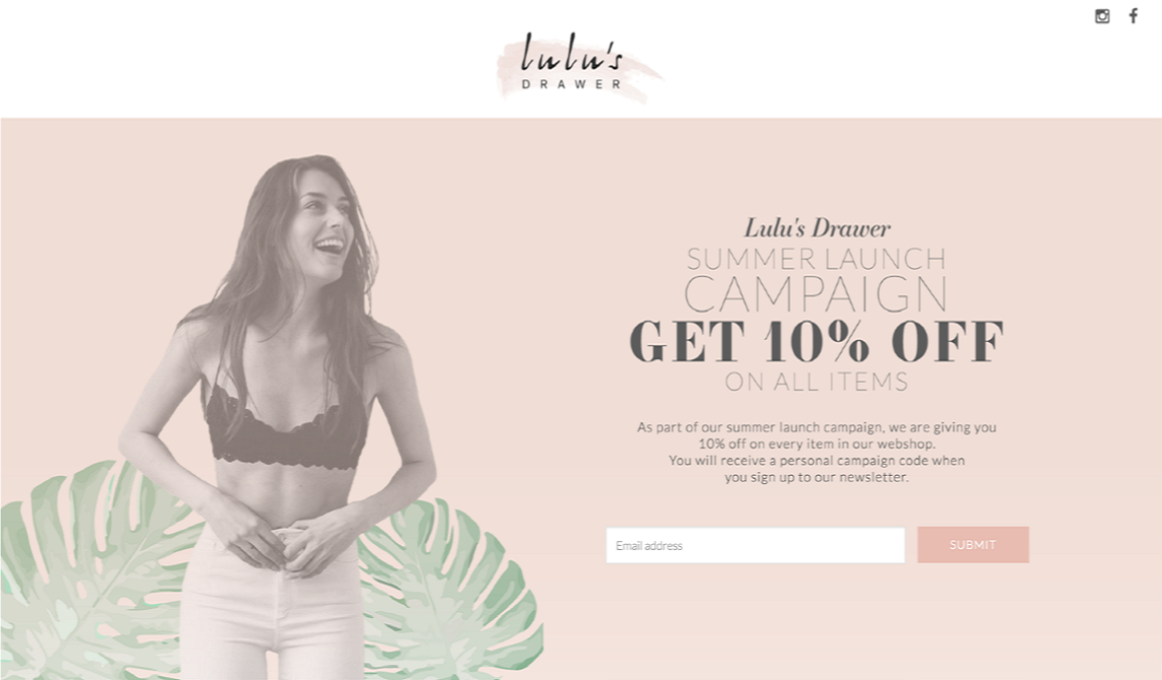 lulu's
DRAWER
Lulu's Drawer
SUMMER LAUNCH
CAMPAIGN
GET 10% OFF
ON ALL ITEMS
As part of our summer launch campaign, we are giving you
10% off on every item in our webshop.
You will receive a personal campaign code when
you sign up to our newsletter.
Email address
SUBMIT